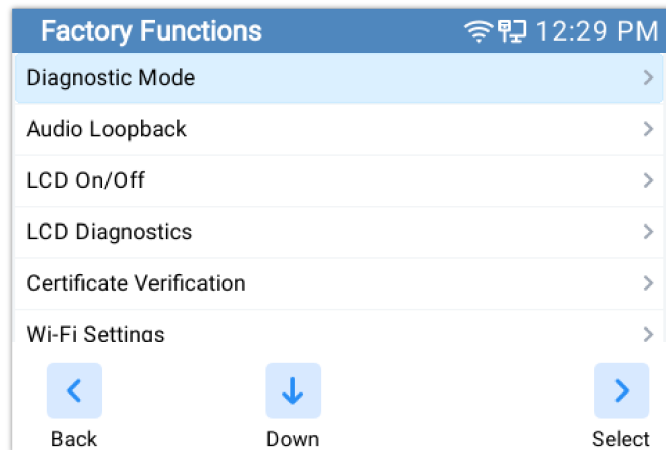 Factory Functions 12:29 PM
Diagnostic Mode
Audio Loopback
LCD On/Off
LCD Diagnostics
Certificate Verification
Wi-Fi Settings
Back Down Select